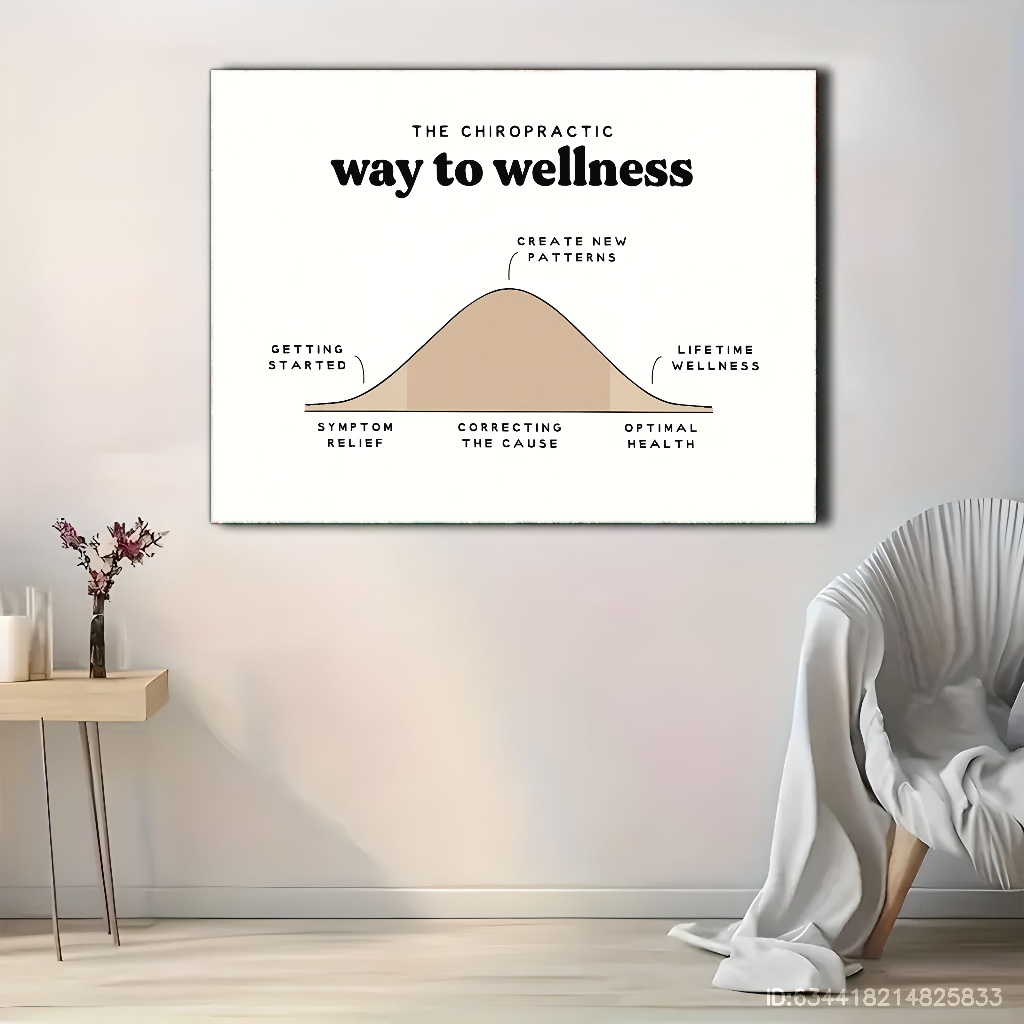 THE CHIROPRACTIC
way to wellness
CREATE NEW
PATTERNS
GETTING
STARTED
LIFETIME
WELLNESS
SYMPTOM
RELIEF
CORRECTING
THE CAUSE
OPTIMAL
HEALTH
ID:634418214825833